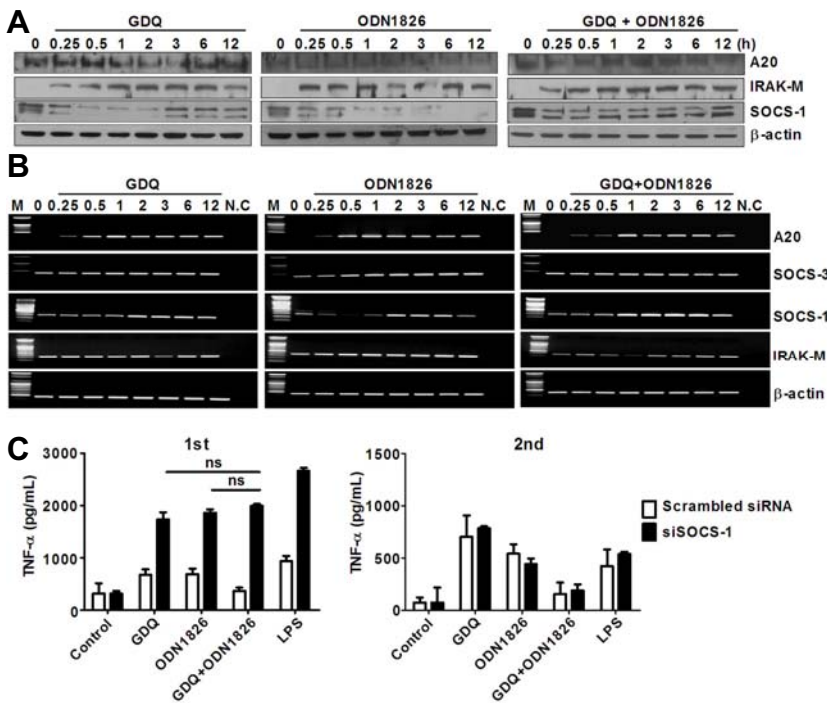 A
GDQ
ODN1826
GDQ + ODN1826
0 0.25 0.5 1 2 3 6 12
0 0.25 0.5 1 2 3 6 12
0 0.25 0.5 1 2 3 6 12 (h)
A20
IRAK-M
SOCS-1
β-actin
B
GDQ
ODN1826
GDQ+ODN1826
M 0 0.25 0.5 1 2 3 6 12 N.C
M 0 0.25 0.5 1 2 3 6 12 N.C
M 0 0.25 0.5 1 2 3 6 12 N.C
A20
SOCS-3
SOCS-1
IRAK-M
β-actin
C
1st
TNF-α (pg/mL)
3000
2000
1000
0
ns
ns
Control
GDQ
ODN1826
GDQ+ODN1826
LPS
2nd
TNF-α (pg/mL)
1500
1000
500
0
Control
GDQ
ODN1826
GDQ+ODN1826
LPS
Scrambled siRNA
siSOCS-1